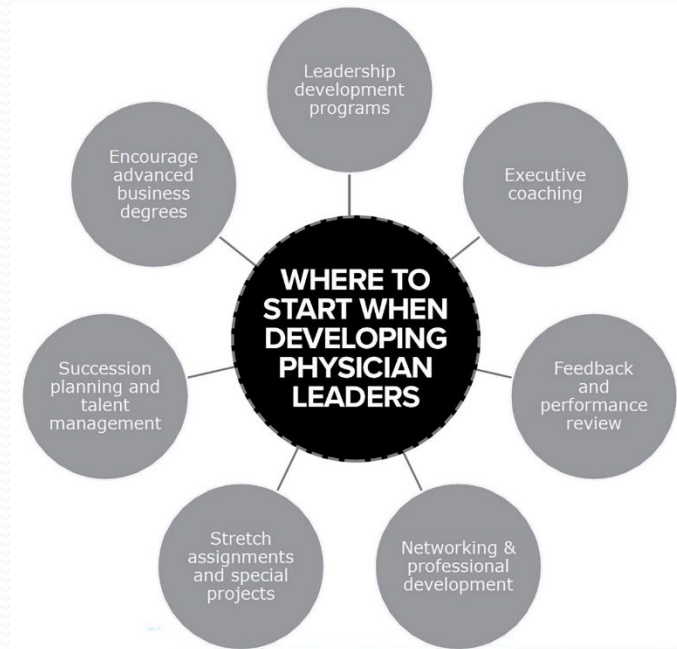 Leadership
development
programs
Encourage
advanced
business
degrees
Executive
coaching
WHERE TO
START WHEN
DEVELOPING
PHYSICIAN
LEADERS
Succession
planning and
talent
management
Feedback
and
performance
review
Stretch
assignments
and special
projects
Networking &
professional
development